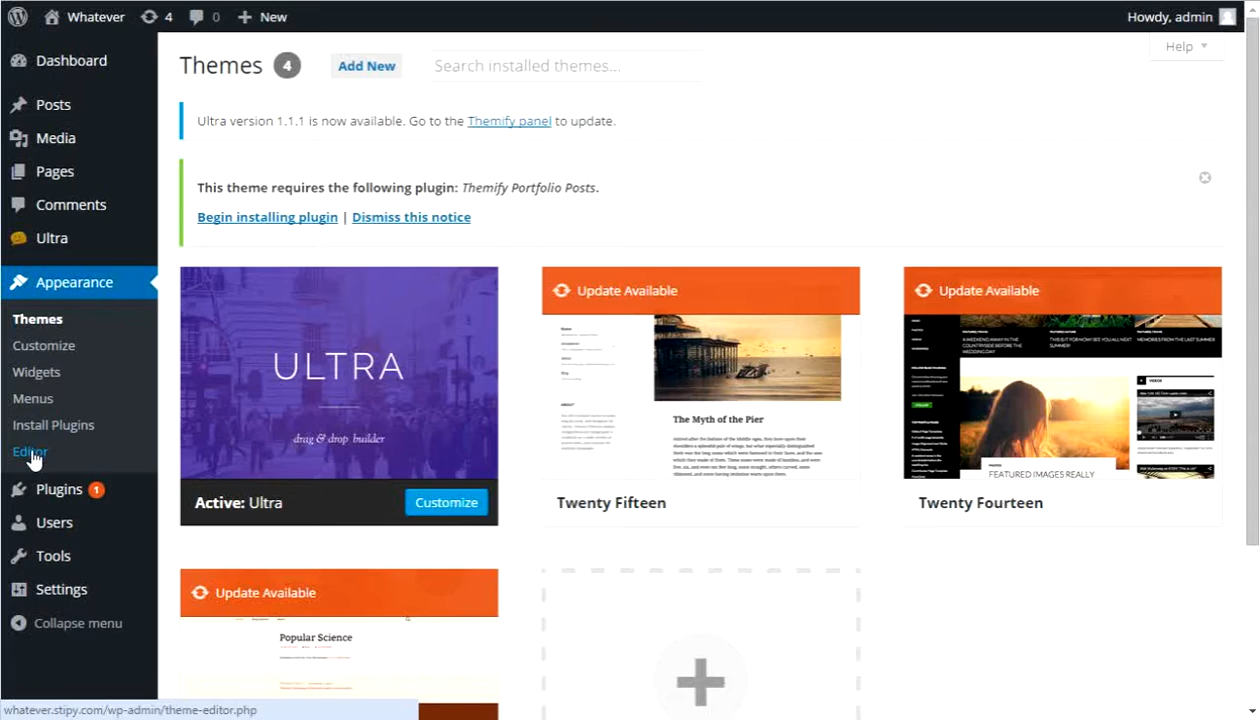 Whatever 4 0 New Howdy, admin
Dashboard
Posts
Media
Pages
Comments
Ultra
Appearance
Themes
Customize
Widgets
Menus
Install Plugins
Editor
Plugins 1
Users
Tools
Settings
Collapse menu
Themes 4 Add New Search installed themes... Help
Ultra version 1.1.1 is now available. Go to the Themify panel to update.
This theme requires the following plugin: Themify Portfolio Posts.
Begin installing plugin | Dismiss this notice
ULTRA
drag & drop builder
Active: Ultra Customize
Update Available
The Myth of the Pier
Twenty Fifteen
Update Available
FEATURED IMAGES REALLY
Twenty Fourteen
Update Available
Popular Science
whatever.stipy.com/wp-admin/theme-editor.php